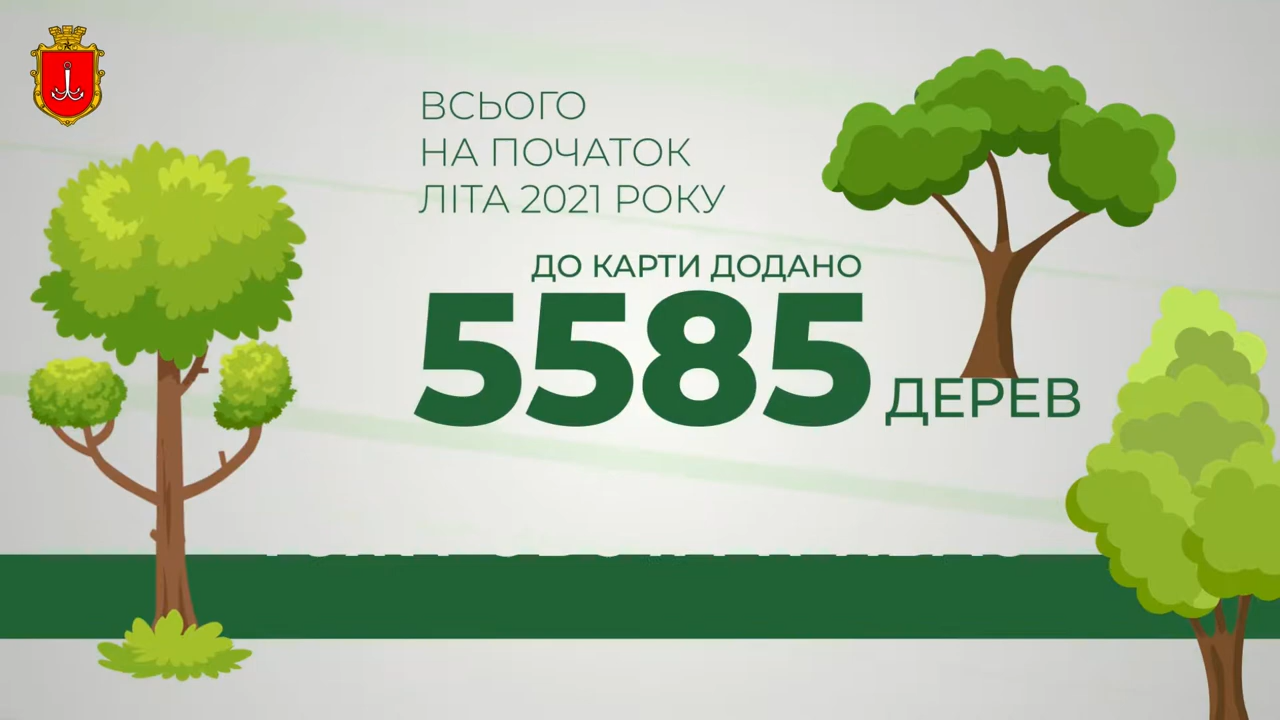 ВСЬОГО
НА ПОЧАТОК
ЛІТА 2021 РОКУ
ДО КАРТИ ДОДАНО
5585 ДЕРЕВ